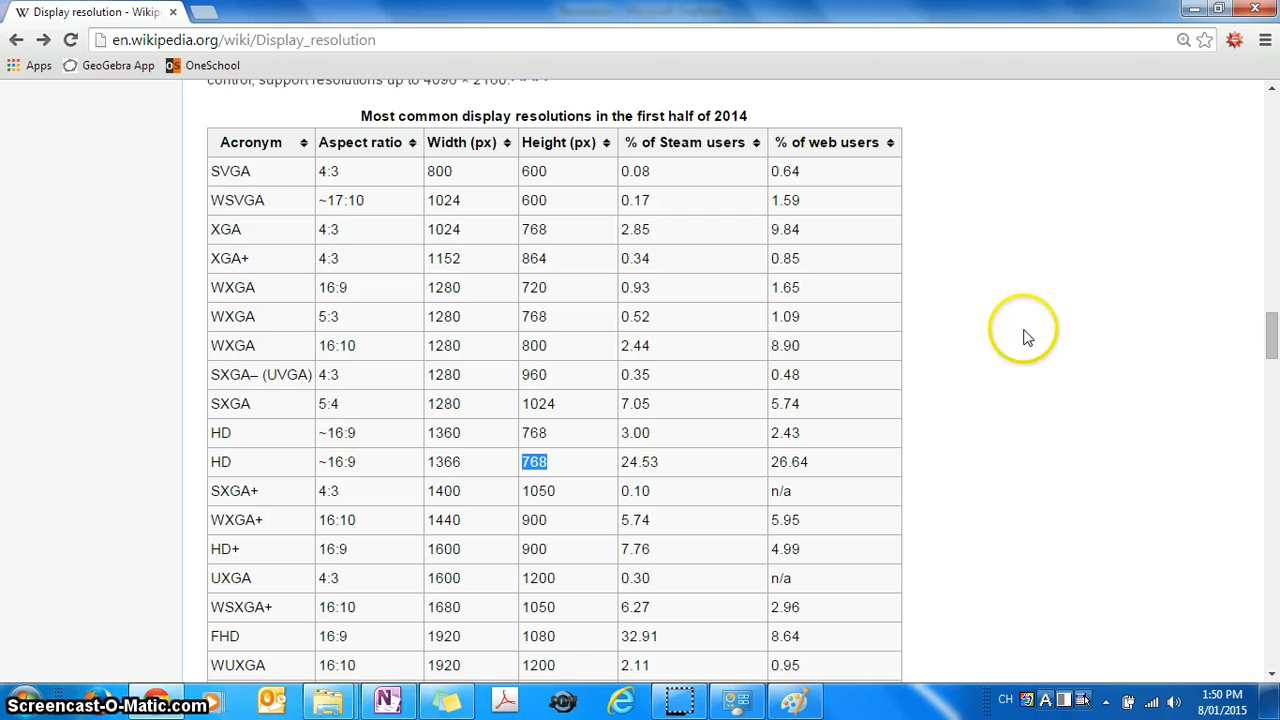 Display resolution - Wikip
en.wikipedia.org/wiki/Display_resolution
Apps GeoGebra App OneSchool
control, support resolutions up to 4096 × 2160.
Most common display resolutions in the first half of 2014
Acronym Aspect ratio Width (px) Height (px) % of Steam users % of web users
SVGA 4:3 800 600 0.08 0.64
WSVGA ~17:10 1024 600 0.17 1.59
XGA 4:3 1024 768 2.85 9.84
XGA+ 4:3 1152 864 0.34 0.85
WXGA 16:9 1280 720 0.93 1.65
WXGA 5:3 1280 768 0.52 1.09
WXGA 16:10 1280 800 2.44 8.90
SXGA– (UVGA) 4:3 1280 960 0.35 0.48
SXGA 5:4 1280 1024 7.05 5.74
HD ~16:9 1360 768 3.00 2.43
HD ~16:9 1366 768 24.53 26.64
SXGA+ 4:3 1400 1050 0.10 n/a
WXGA+ 16:10 1440 900 5.74 5.95
HD+ 16:9 1600 900 7.76 4.99
UXGA 4:3 1600 1200 0.30 n/a
WSXGA+ 16:10 1680 1050 6.27 2.96
FHD 16:9 1920 1080 32.91 8.64
WUXGA 16:10 1920 1200 2.11 0.95
Screencast-O-Matic.com
CH
1:50 PM
8/01/2015